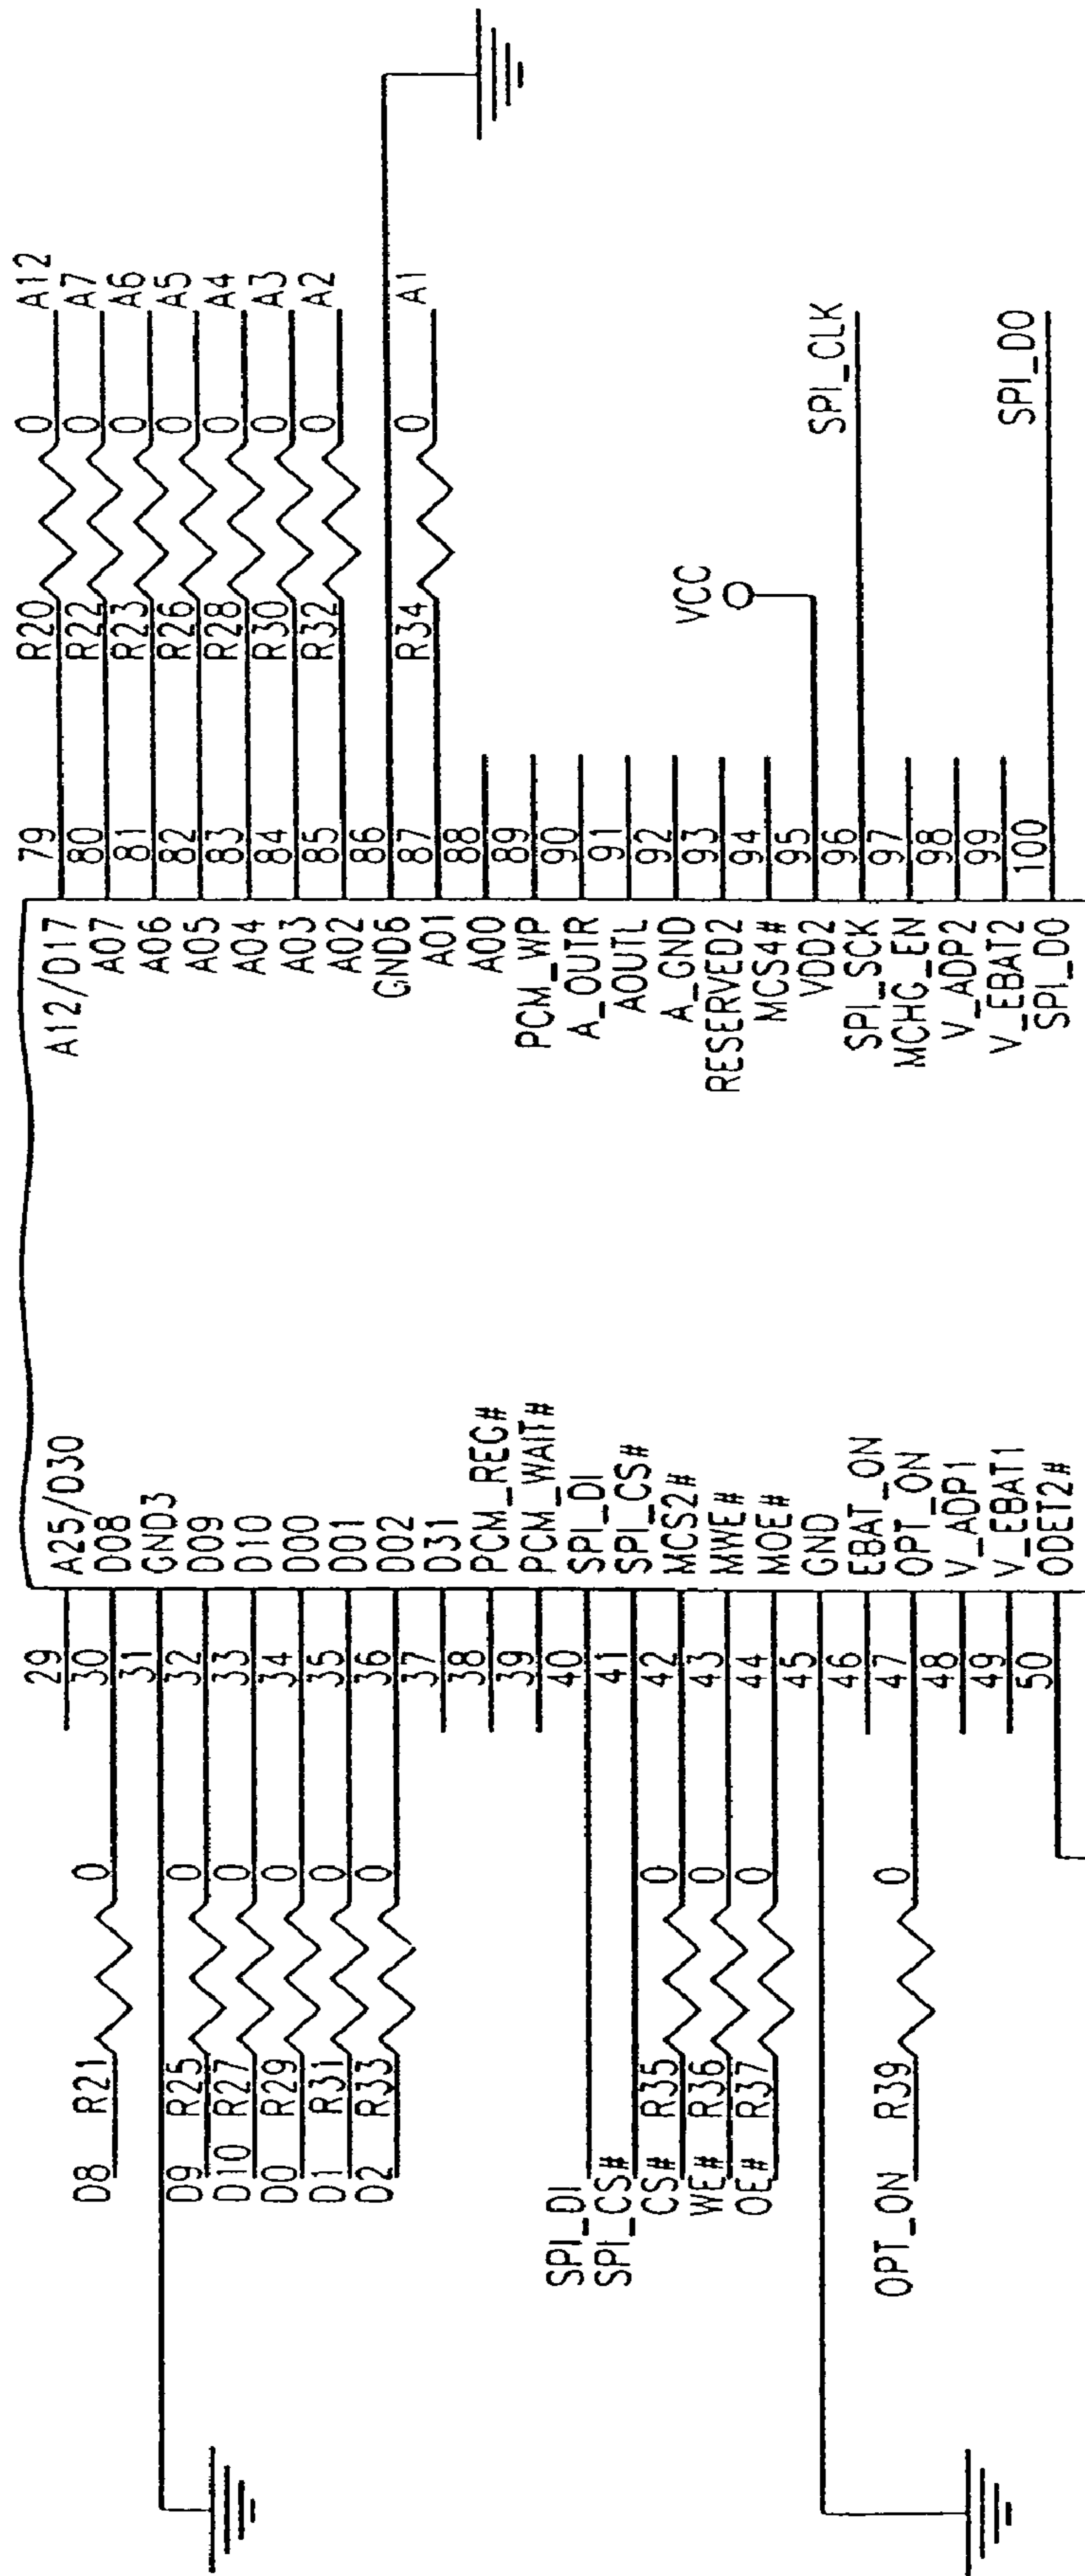 D8 R21 0 30 D08
29 A25/D30
31 GND3
D9 R25 0 32 D09
D10 R27 0 33 D10
D0 R29 0 34 D00
D1 R31 0 35 D01
D2 R33 0 36 D02
37 D31
38 PCM_REG#
39 PCM_WAIT#
SPI_DI 40 SPI_DI
SPI_CS# 41 SPI_CS#
CS# R35 0 42 MCS2#
WE# R36 0 43 MWE#
OE# R37 0 44 MOE#
45 GND
46 EBAT_ON
OPT_ON R39 0 47 OPT_ON
48 V_ADP1
49 V_EBAT1
50 ODET2#
A12/D17 79 R20 0 A12
A07 80 R22 0 A7
A06 81 R23 0 A6
A05 82 R26 0 A5
A04 83 R28 0 A4
A03 84 R30 0 A3
A02 85 R32 0 A2
GND6 86
A01 87 R34 0 A1
A00 88
PCM_WP 89
A_OUTR 90
AOUTL 91
A_GND 92
RESERVED2 93
MCS4# 94
VDD2 95 VCC
SPI_SCK 96 SPI_CLK
MCHG_EN 97
V_ADP2 98
V_EBAT2 99
SPI_DO 100 SPI_DO